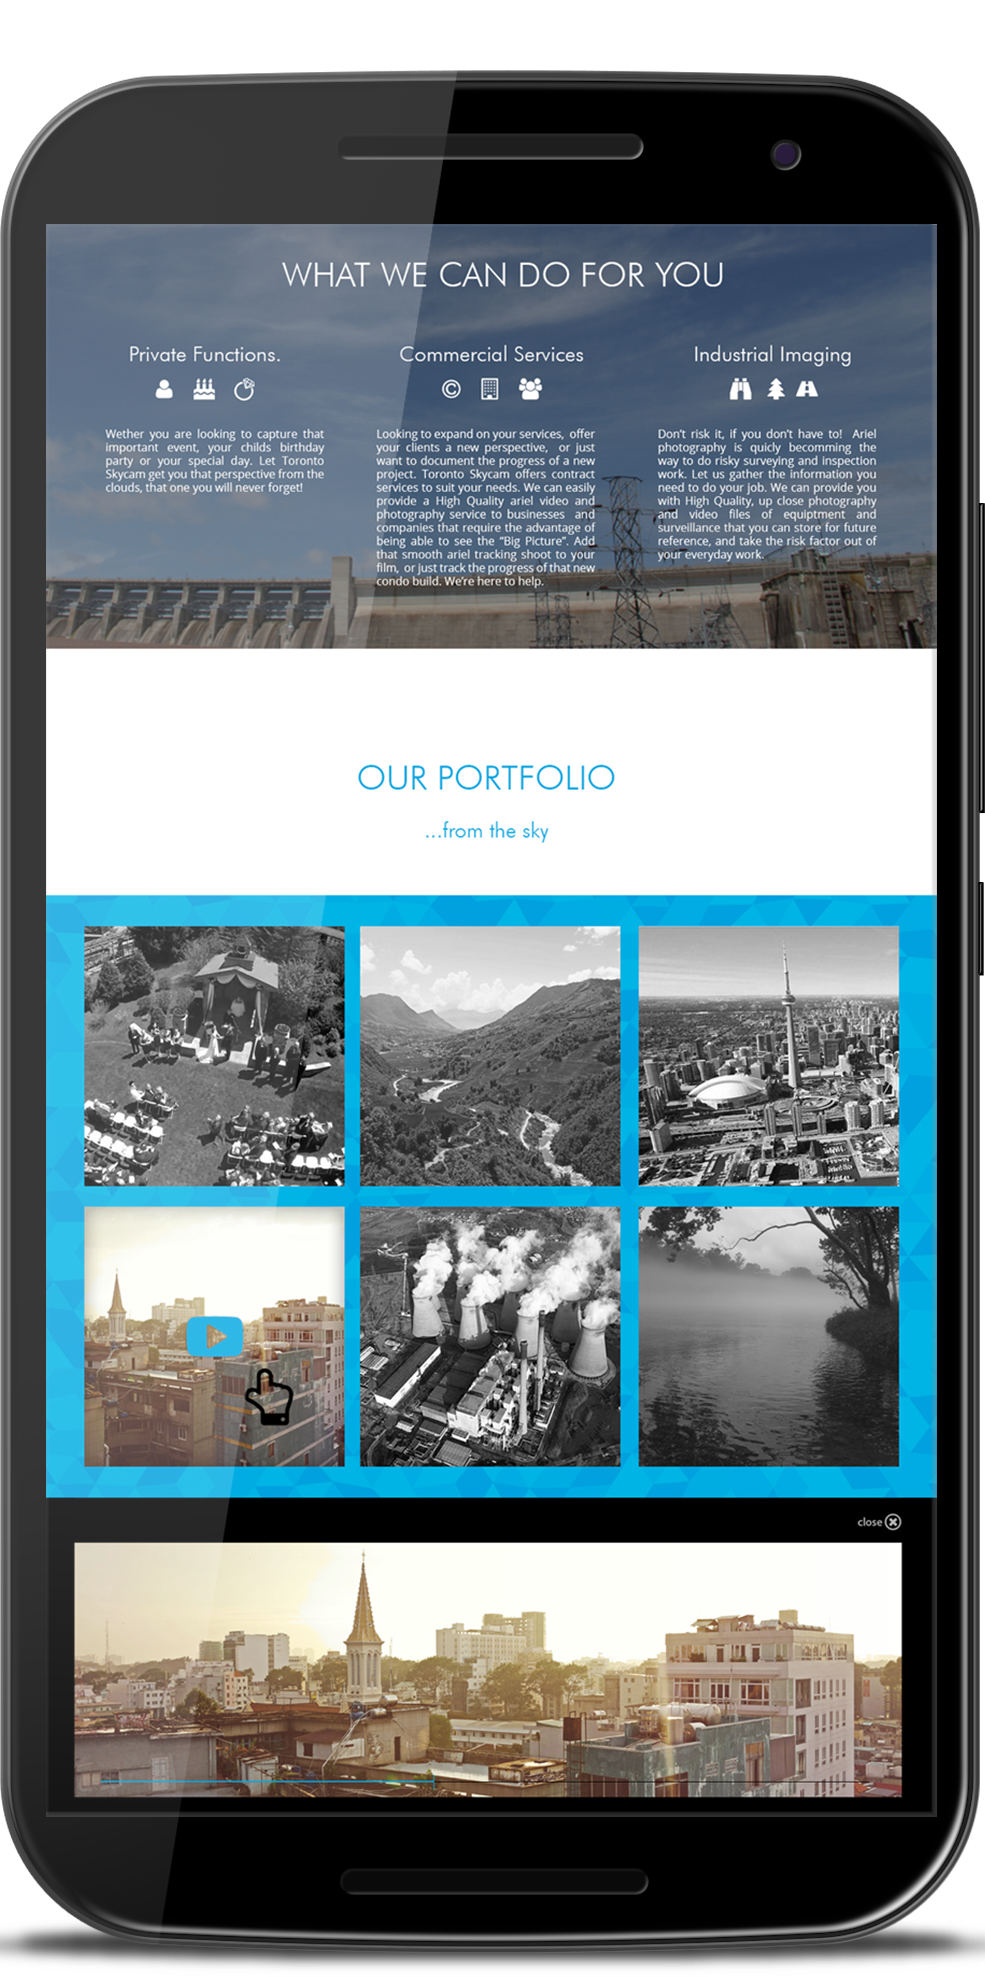 WHAT WE CAN DO FOR YOU
Private Functions.
Wether you are looking to capture that
important event, your childs birthday
party or your special day. Let Toronto
Skycam get you that perspective from the
clouds, that one you will never forget!
Commercial Services
Looking to expand on your services, offer
your clients a new perspective, or just
want to document the progress of a new
project. Toronto Skycam offers contract
services to suit your needs. We can easily
provide a High Quality ariel video and
photography service to businesses and
companies that require the advantage of
being able to see the "Big Picture". Add
that smooth ariel tracking shoot to your
film, or just track the progress of that new
condo build. We're here to help.
Industrial Imaging
Don't risk it, if you don't have to! Ariel
photography is quicly becomming the
way to do risky surveying and inspection
work. Let us gather the information you
need to do your job. We can provide you
with High Quality, up close photography
and video files of equiptment and
surveillance that you can store for future
reference, and take the risk factor out of
your everyday work.
OUR PORTFOLIO
...from the sky
close